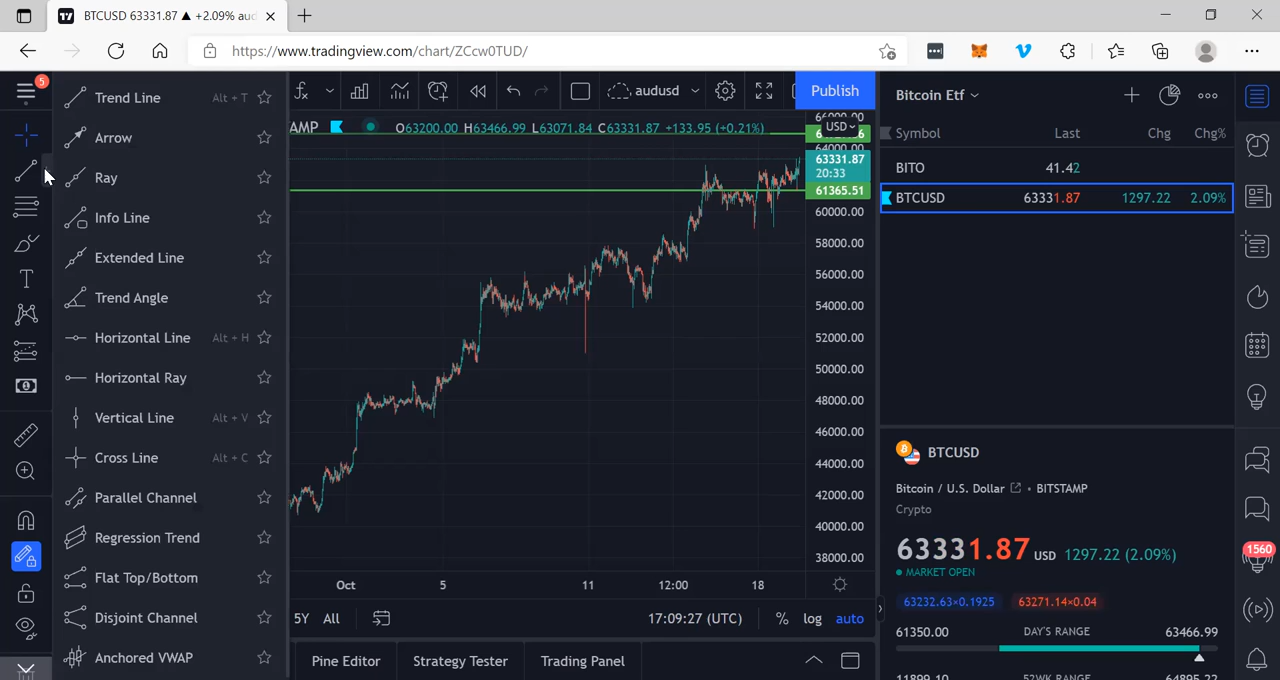 BTCUSD 63331.87 ▲ +2.09% auc
https://www.tradingview.com/chart/ZCcw0TUD/
5
Trend Line Alt + T
Arrow
Ray
Info Line
Extended Line
Trend Angle
Horizontal Line Alt + H
Horizontal Ray
Vertical Line Alt + V
Cross Line Alt + C
Parallel Channel
Regression Trend
Flat Top/Bottom
Disjoint Channel
Anchored VWAP
audusd
Publish
AMP O63200.00 H63466.99 L63071.84 C63331.87 +133.95 (+0.21%)
66000.00
USD
64000.00
63331.87
20:33
61365.51
60000.00
58000.00
56000.00
54000.00
52000.00
50000.00
48000.00
46000.00
44000.00
42000.00
40000.00
38000.00
Oct 5 11 12:00 18
5Y All 17:09:27 (UTC) % log auto
Pine Editor Strategy Tester Trading Panel
Bitcoin Etf
Symbol Last Chg Chg%
BITO 41.42
BTCUSD 63331.87 1297.22 2.09%
BTCUSD
Bitcoin / U.S. Dollar • BITSTAMP
Crypto
63331.87 USD 1297.22 (2.09%)
MARKET OPEN
63232.63×0.1925 63271.14×0.04
61350.00 DAY'S RANGE 63466.99
11899.10 52WK RANGE 64895.22
1560